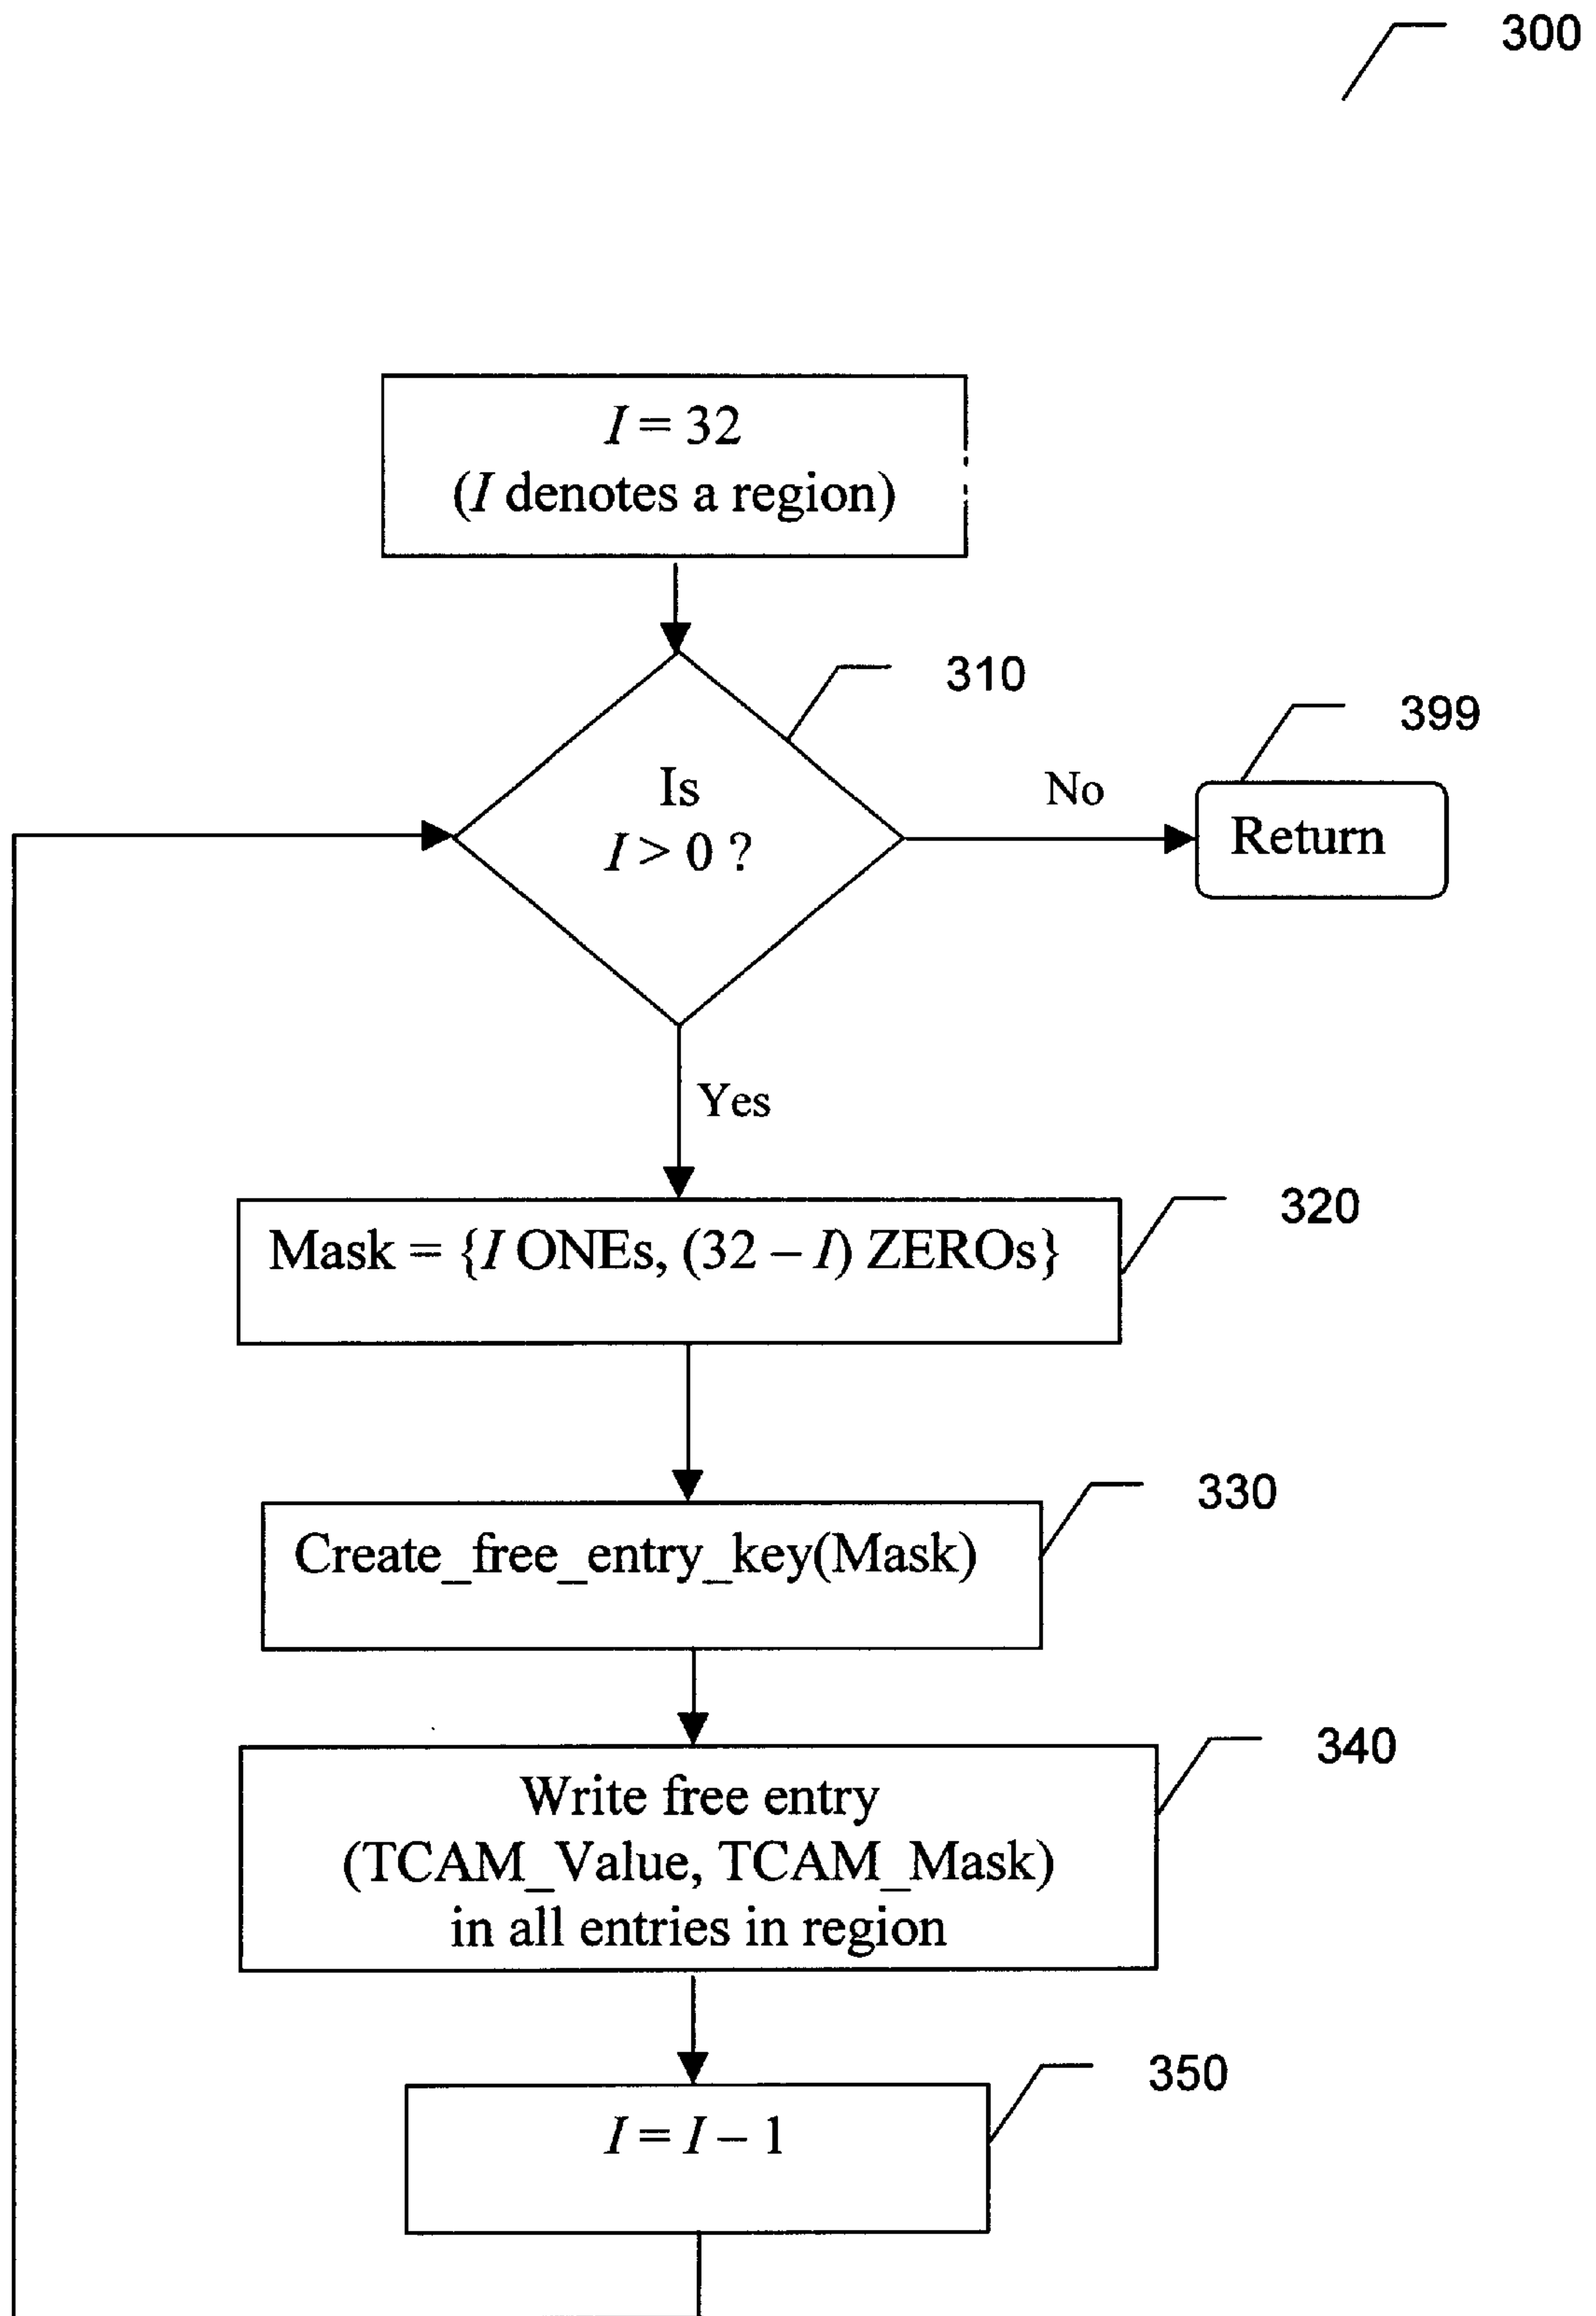 300
I = 32
(I denotes a region)
310
399
Is
I > 0 ?
No
Return
Yes
320
Mask = {I ONEs, (32 – I) ZEROs}
330
Create_free_entry_key(Mask)
340
Write free entry
(TCAM_Value, TCAM_Mask)
in all entries in region
350
I = I – 1